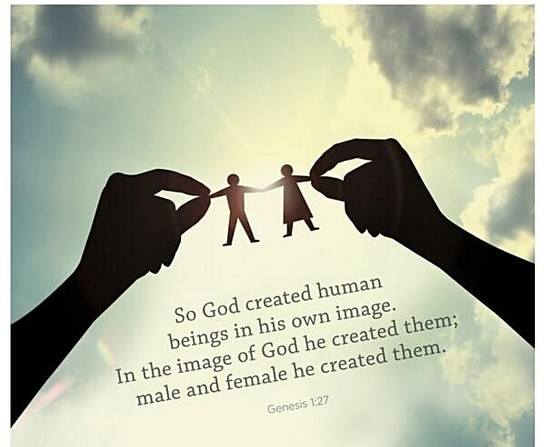 So God created human
beings in his own image.
In the image of God he created them;
male and female he created them.
Genesis 1:27